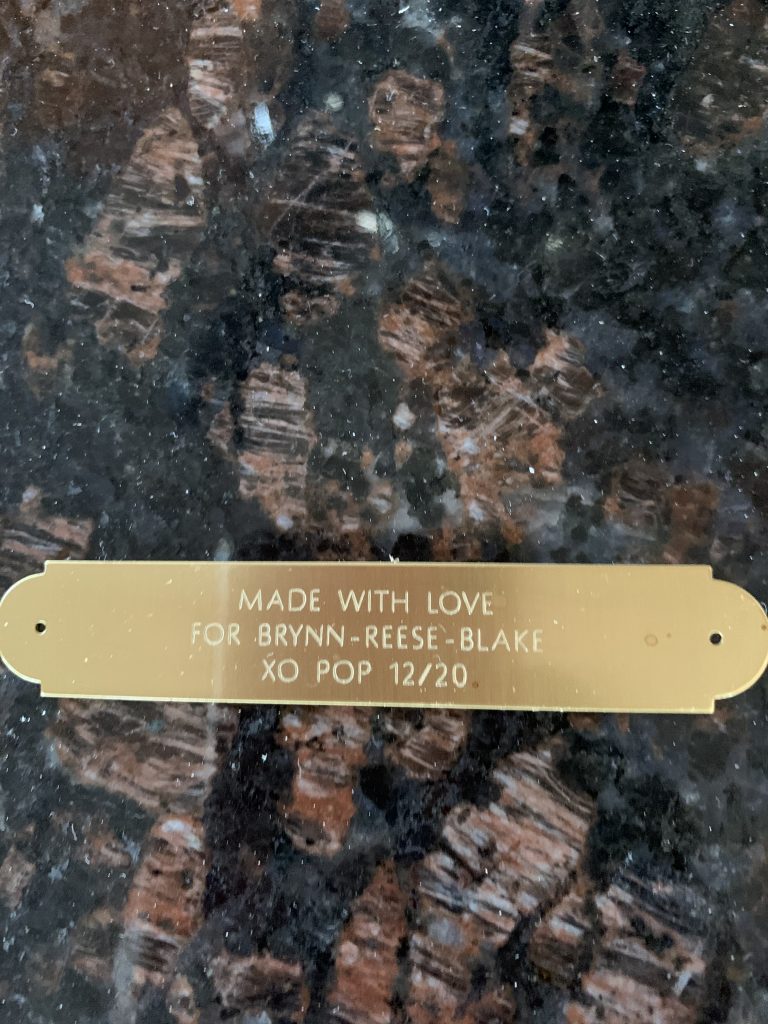 MADE WITH LOVE
FOR BRYNN-REESE-BLAKE
XO POP 12/20